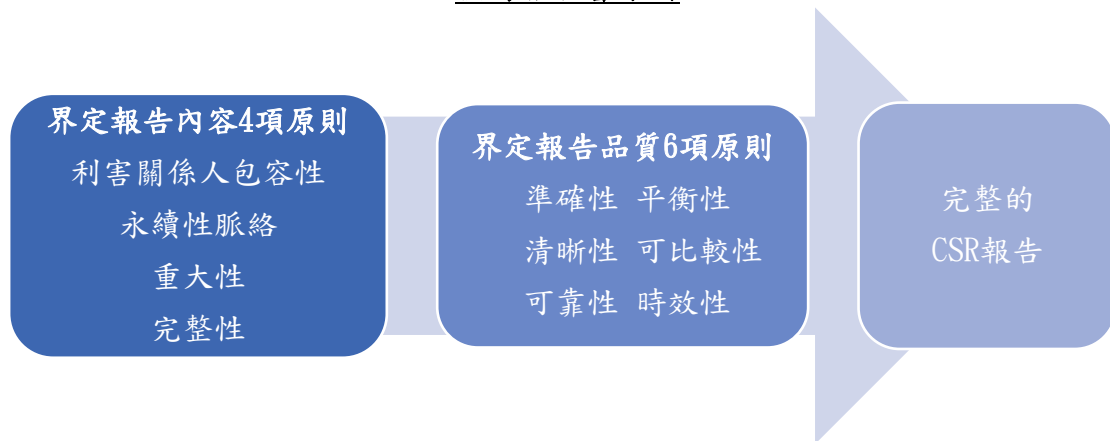 界定報告內容4項原則
利害關係人包容性
永續性脈絡
重大性
完整性
界定報告品質6項原則
準確性 平衡性
清晰性 可比較性
可靠性 時效性
完整的
CSR報告